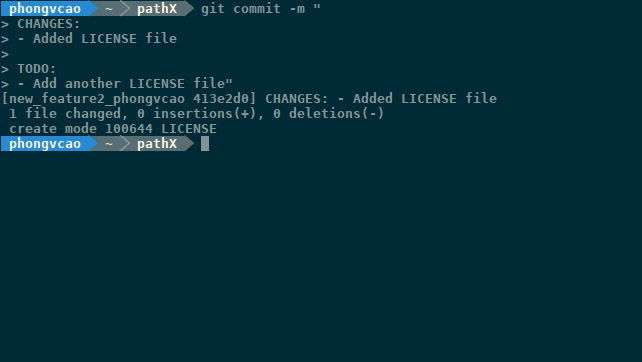 phongvcao ~ pathX git commit -m "
> CHANGES:
> - Added LICENSE file
>
> TODO:
> - Add another LICENSE file"
[new_feature2_phongvcao 413e2d0] CHANGES: - Added LICENSE file
1 file changed, 0 insertions(+), 0 deletions(-)
create mode 100644 LICENSE
phongvcao ~ pathX